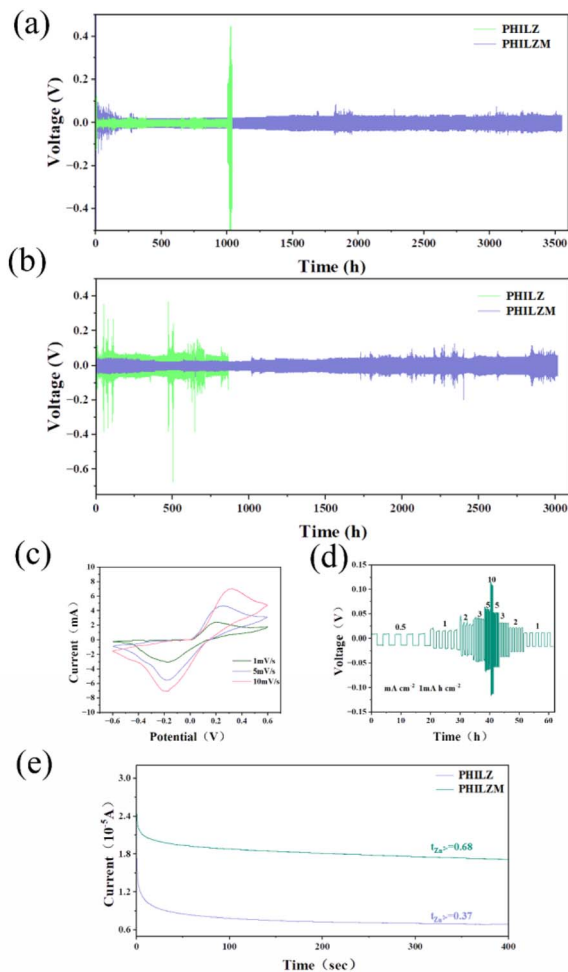 (a)
PHILZ
PHILZM
Voltage (V)
0.4
0.2
0.0
−0.2
−0.4
0 500 1000 1500 2000 2500 3000 3500
Time (h)
(b)
PHILZ
PHILZM
Voltage (V)
0.4
0.2
0.0
−0.2
−0.4
−0.6
0 500 1000 1500 2000 2500 3000
Time (h)
(c)
Current (mA)
10
8
6
4
2
0
−2
−4
−6
−8
−0.6 −0.4 −0.2 0.0 0.2 0.4 0.6
1mV/s
5mV/s
10mV/s
Potential (V)
(d)
Voltage (V)
0.15
0.10
0.05
0.00
−0.05
−0.10
0.5 1 2 3 5 10 5 3 2 1
mA cm⁻² 1mA h cm⁻²
0 10 20 30 40 50 60
Time (h)
(e)
PHILZ
PHILZM
Current (10⁻⁵A)
3.0
2.4
1.8
1.2
0.6
t Zn²⁺=0.68
t Zn²⁺=0.37
0 100 200 300 400
Time (sec)